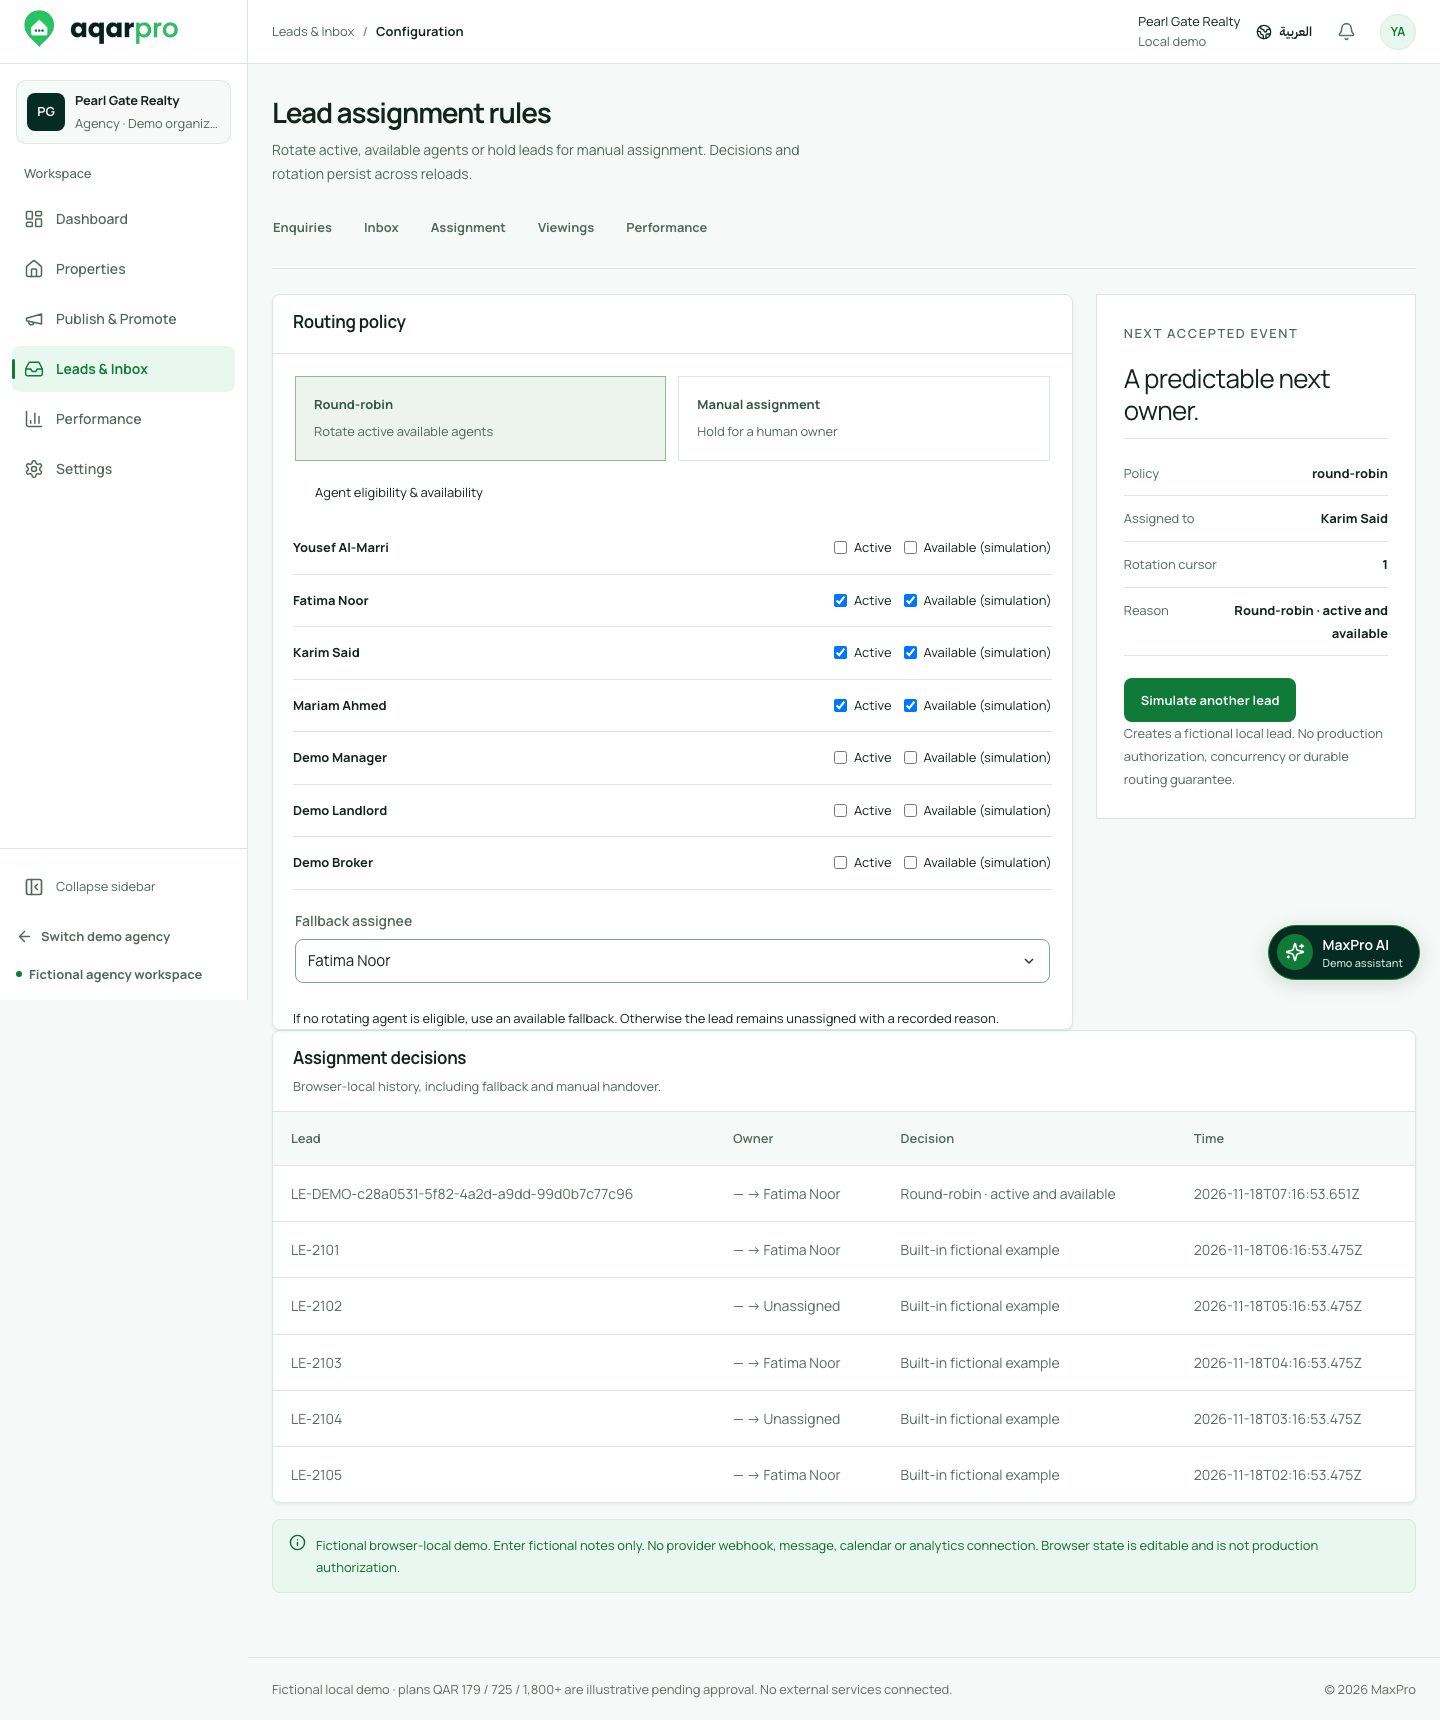 aqarpro
Leads & Inbox / Configuration
Pearl Gate Realty
Local demo
العربية
YA
PG
Pearl Gate Realty
Agency · Demo organiz...
Workspace
Dashboard
Properties
Publish & Promote
Leads & Inbox
Performance
Settings
Collapse sidebar
Switch demo agency
Fictional agency workspace
Lead assignment rules
Rotate active, available agents or hold leads for manual assignment. Decisions and
rotation persist across reloads.
Enquiries Inbox Assignment Viewings Performance
Routing policy
Round-robin
Rotate active available agents
Manual assignment
Hold for a human owner
Agent eligibility & availability
Yousef Al-Marri Active Available (simulation)
Fatima Noor Active Available (simulation)
Karim Said Active Available (simulation)
Mariam Ahmed Active Available (simulation)
Demo Manager Active Available (simulation)
Demo Landlord Active Available (simulation)
Demo Broker Active Available (simulation)
Fallback assignee
Fatima Noor
If no rotating agent is eligible, use an available fallback. Otherwise the lead remains unassigned with a recorded reason.
NEXT ACCEPTED EVENT
A predictable next
owner.
Policy round-robin
Assigned to Karim Said
Rotation cursor 1
Reason Round-robin · active and
available
Simulate another lead
Creates a fictional local lead. No production
authorization, concurrency or durable
routing guarantee.
MaxPro AI
Demo assistant
Assignment decisions
Browser-local history, including fallback and manual handover.
Lead Owner Decision Time
LE-DEMO-c28a0531-5f82-4a2d-a9dd-99d0b7c77c96 — → Fatima Noor Round-robin · active and available 2026-11-18T07:16:53.651Z
LE-2101 — → Fatima Noor Built-in fictional example 2026-11-18T06:16:53.475Z
LE-2102 — → Unassigned Built-in fictional example 2026-11-18T05:16:53.475Z
LE-2103 — → Fatima Noor Built-in fictional example 2026-11-18T04:16:53.475Z
LE-2104 — → Unassigned Built-in fictional example 2026-11-18T03:16:53.475Z
LE-2105 — → Fatima Noor Built-in fictional example 2026-11-18T02:16:53.475Z
Fictional browser-local demo. Enter fictional notes only. No provider webhook, message, calendar or analytics connection. Browser state is editable and is not production
authorization.
Fictional local demo · plans QAR 179 / 725 / 1,800+ are illustrative pending approval. No external services connected.
© 2026 MaxPro